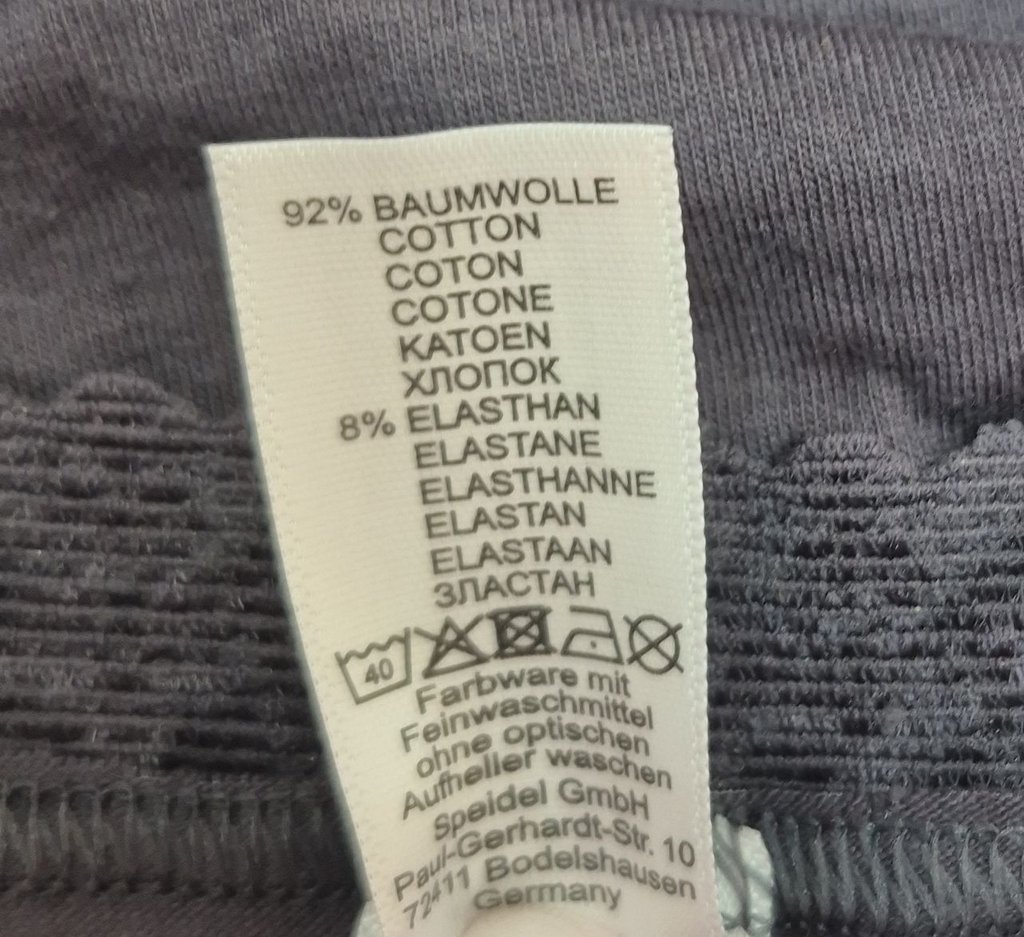 92% BAUMWOLLE
COTTON
COTON
COTONE
KATOEN
ХЛОПОК
8% ELASTHAN
ELASTANE
ELASTHANNE
ELASTAN
ELASTAAN
ЗЛАСТАН
40
Farbware mit
Feinwaschmittel
ohne optischen
Aufheller waschen
Speidel GmbH
Paul-Gerhardt-Str. 10
72411 Bodelshausen
Germany